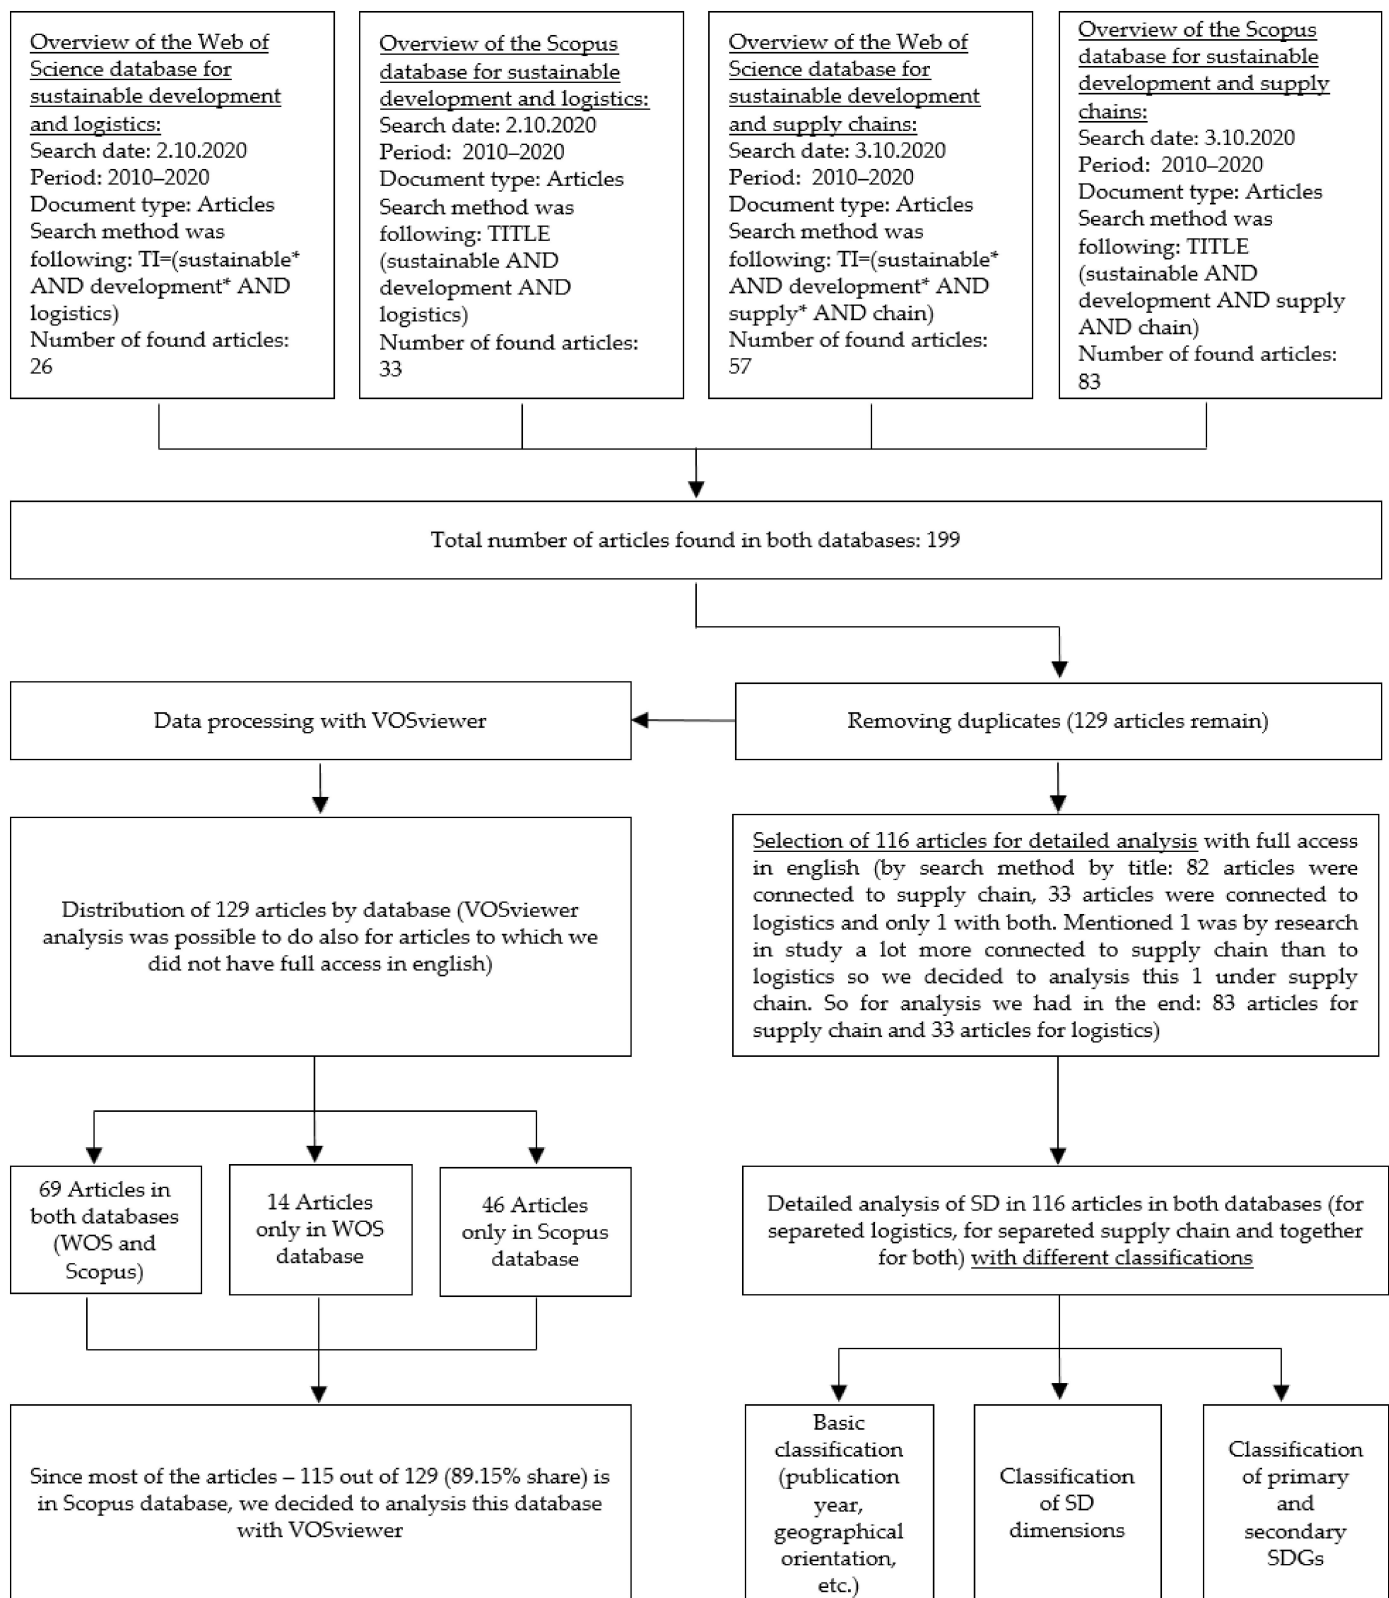 Overview of the Web of
Science database for
sustainable development
and logistics:
Search date: 2.10.2020
Period: 2010–2020
Document type: Articles
Search method was
following: TI=(sustainable*
AND development* AND
logistics)
Number of found articles:
26
Overview of the Scopus
database for sustainable
development and logistics:
Search date: 2.10.2020
Period: 2010–2020
Document type: Articles
Search method was
following: TITLE
(sustainable AND
development AND
logistics)
Number of found articles:
33
Overview of the Web of
Science database for
sustainable development
and supply chains:
Search date: 3.10.2020
Period: 2010–2020
Document type: Articles
Search method was
following: TI=(sustainable*
AND development* AND
supply* AND chain)
Number of found articles:
57
Overview of the Scopus
database for sustainable
development and supply
chains:
Search date: 3.10.2020
Period: 2010–2020
Document type: Articles
Search method was
following: TITLE
(sustainable AND
development AND supply
AND chain)
Number of found articles:
83
Total number of articles found in both databases: 199
Data processing with VOSviewer
Removing duplicates (129 articles remain)
Distribution of 129 articles by database (VOSviewer
analysis was possible to do also for articles to which we
did not have full access in english)
Selection of 116 articles for detailed analysis with full access
in english (by search method by title: 82 articles were
connected to supply chain, 33 articles were connected to
logistics and only 1 with both. Mentioned 1 was by research
in study a lot more connected to supply chain than to
logistics so we decided to analysis this 1 under supply
chain. So for analysis we had in the end: 83 articles for
supply chain and 33 articles for logistics)
69 Articles in
both databases
(WOS and
Scopus)
14 Articles
only in WOS
database
46 Articles
only in Scopus
database
Detailed analysis of SD in 116 articles in both databases (for
separeted logistics, for separeted supply chain and together
for both) with different classifications
Since most of the articles – 115 out of 129 (89.15% share) is
in Scopus database, we decided to analysis this database
with VOSviewer
Basic
classification
(publication
year,
geographical
orientation,
etc.)
Classification
of SD
dimensions
Classification
of primary
and
secondary
SDGs